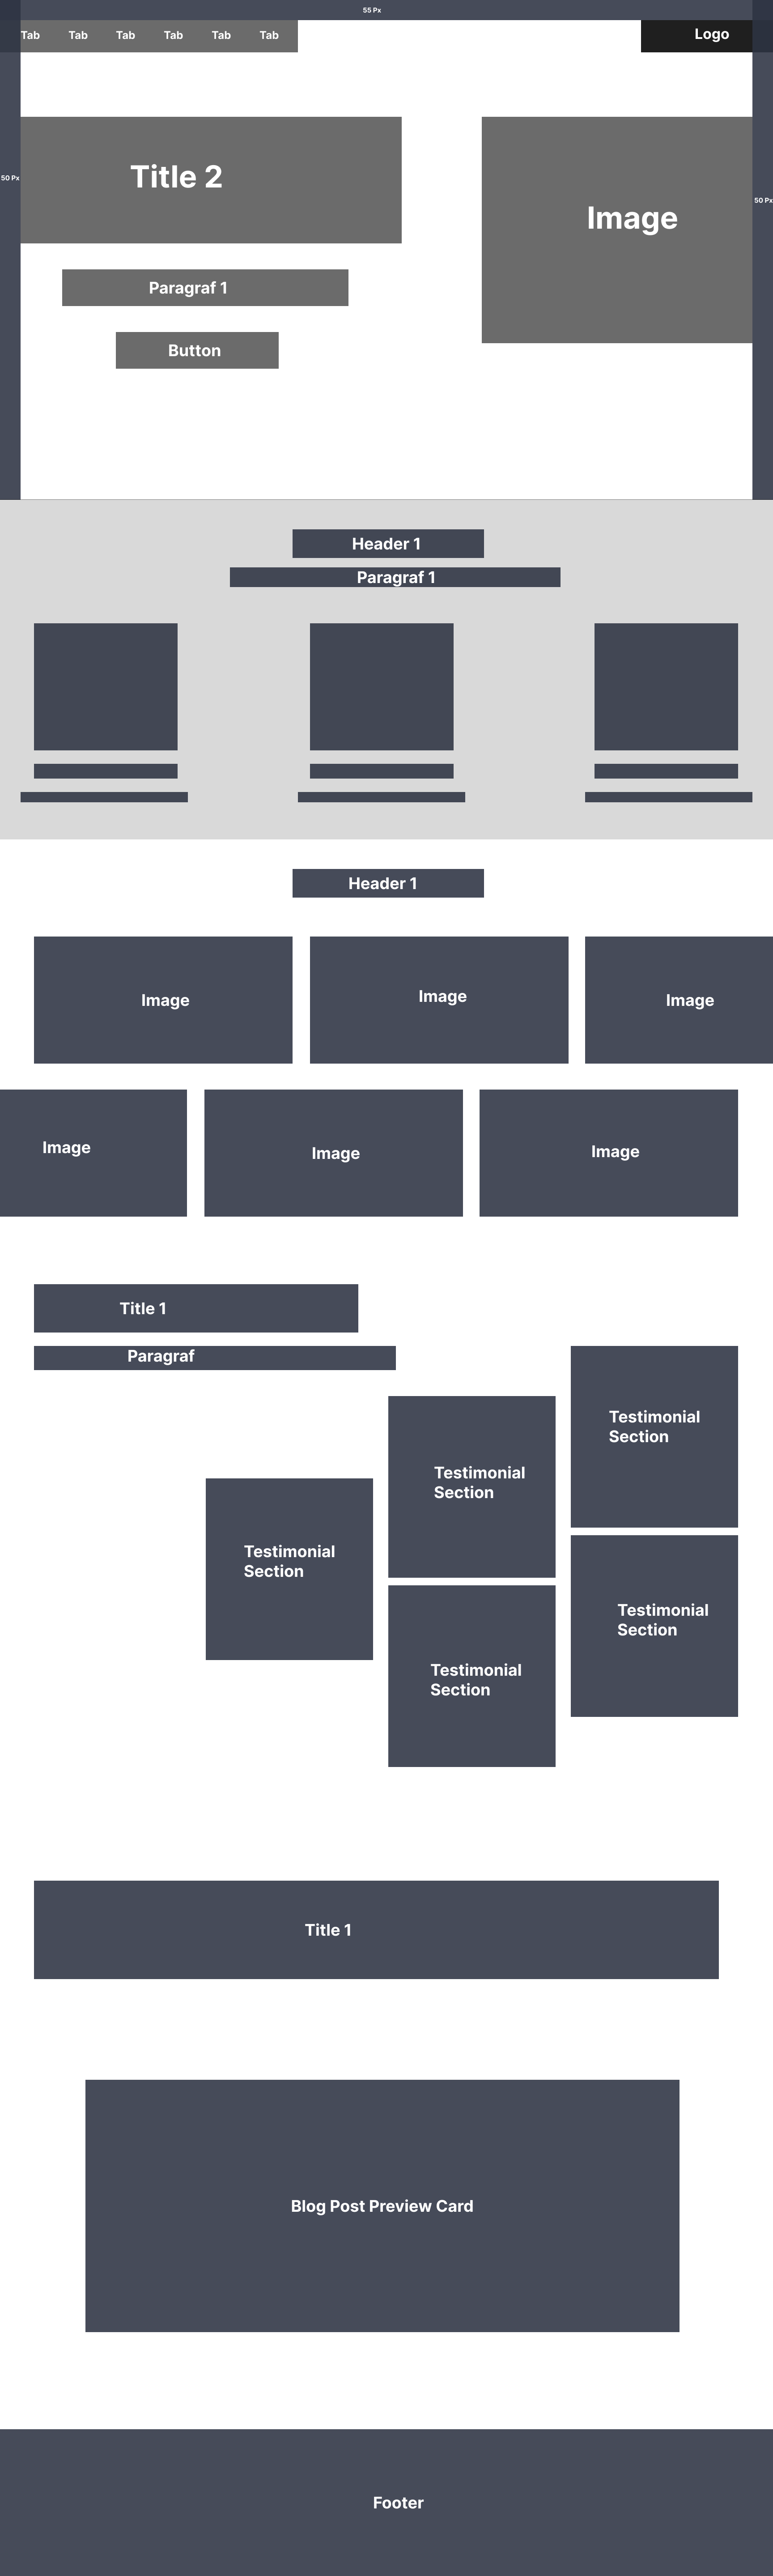 55 Px
Tab Tab Tab Tab Tab Tab
Logo
50 Px
Title 2
Paragraf 1
Button
Image
50 Px
Header 1
Paragraf 1
Header 1
Image
Image
Image
Image
Image
Image
Title 1
Paragraf
Testimonial
Section
Testimonial
Section
Testimonial
Section
Testimonial
Section
Testimonial
Section
Title 1
Blog Post Preview Card
Footer